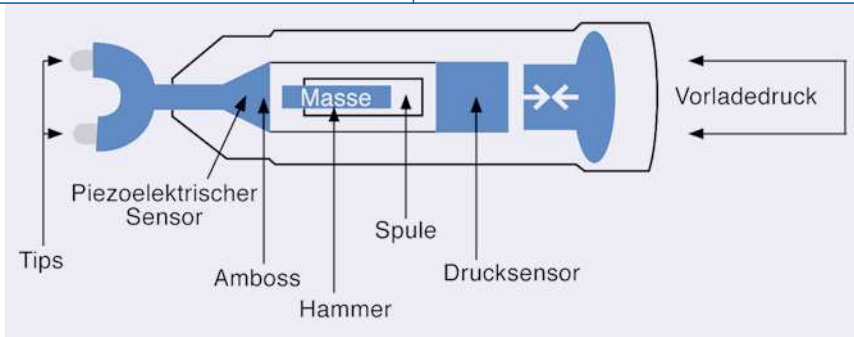 Masse
Vorladedruck
Piezoelektrischer
Sensor
Spule
Tips
Amboss
Drucksensor
Hammer